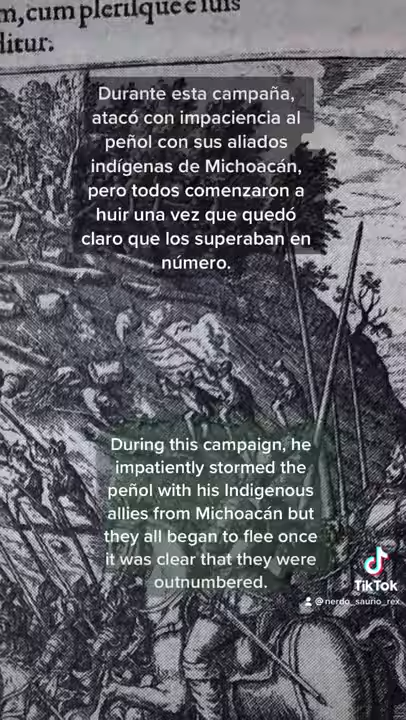 m, cum plerisque e suis
ditur.
Durante esta campaña,
atacó con impaciencia al
peñol con sus aliados
indígenas de Michoacán,
pero todos comenzaron a
huir una vez que quedó
claro que los superaban en
número.
During this campaign, he
impatiently stormed the
peñol with his Indigenous
allies from Michoacán but
they all began to flee once
it was clear that they were
outnumbered.
TikTok
@nerdo_saurio_rex